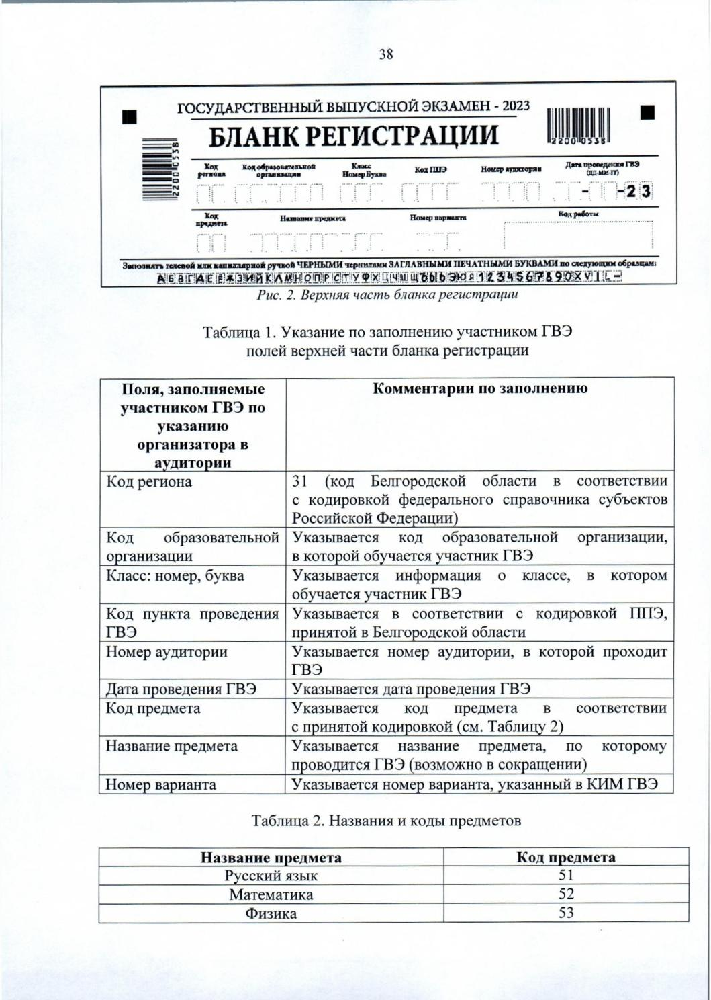 38
ГОСУДАРСТВЕННЫЙ ВЫПУСКНОЙ ЭКЗАМЕН - 2023
БЛАНК РЕГИСТРАЦИИ
2200538
2200538
Код региона
Код образовательной организации
Класс Номер Буква
Код ППЭ
Номер аудитории
Дата проведения ГВЭ (ДД-ММ-ГГ)
- -23
Код предмета
Название предмета
Номер варианта
Код работы
Заполнять гелевой или капиллярной ручкой ЧЕРНЫМИ чернилами ЗАГЛАВНЫМИ ПЕЧАТНЫМИ БУКВАМИ по следующим образцам:
АБВГДЕЁЖЗИЙКЛМНОПРСТУФХЦЧШЩЪЫЬЭЮЯ1234567890XVIL-
Рис. 2. Верхняя часть бланка регистрации
Таблица 1. Указание по заполнению участником ГВЭ
полей верхней части бланка регистрации
Поля, заполняемые
участником ГВЭ по
указанию
организатора в
аудитории
Комментарии по заполнению
Код региона
31 (код Белгородской области в соответствии
с кодировкой федерального справочника субъектов
Российской Федерации)
Код образовательной
организации
Указывается код образовательной организации,
в которой обучается участник ГВЭ
Класс: номер, буква
Указывается информация о классе, в котором
обучается участник ГВЭ
Код пункта проведения
ГВЭ
Указывается в соответствии с кодировкой ППЭ,
принятой в Белгородской области
Номер аудитории
Указывается номер аудитории, в которой проходит
ГВЭ
Дата проведения ГВЭ
Указывается дата проведения ГВЭ
Код предмета
Указывается код предмета в соответствии
с принятой кодировкой (см. Таблицу 2)
Название предмета
Указывается название предмета, по которому
проводится ГВЭ (возможно в сокращении)
Номер варианта
Указывается номер варианта, указанный в КИМ ГВЭ
Таблица 2. Названия и коды предметов
Название предмета
Код предмета
Русский язык
51
Математика
52
Физика
53